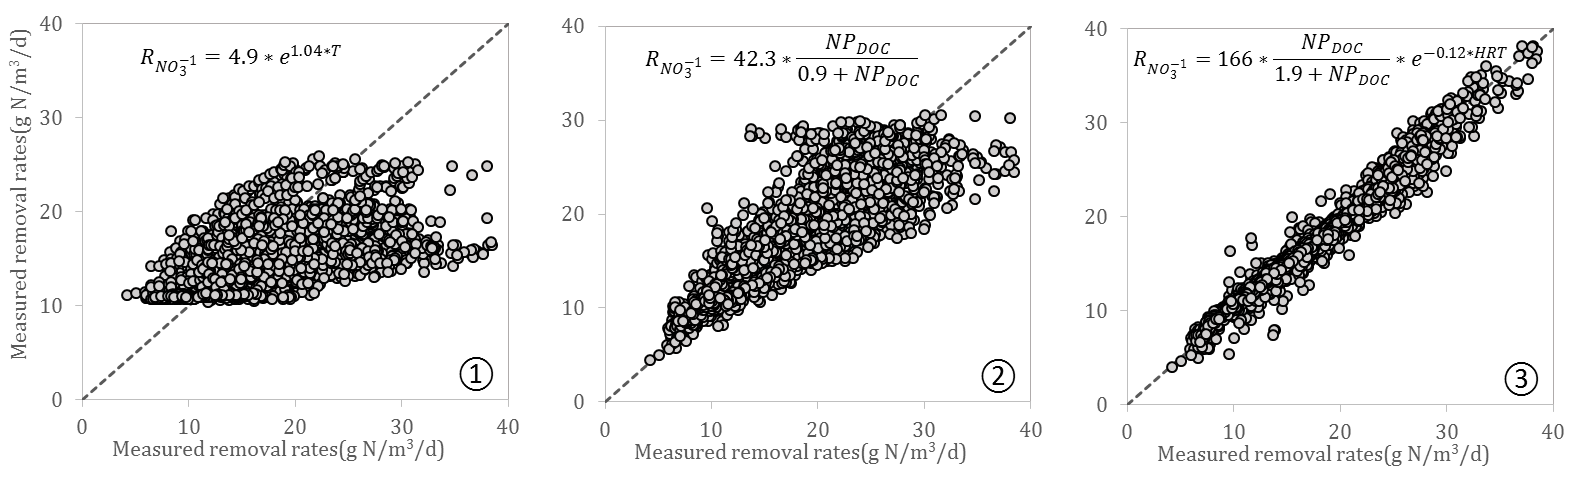 Measured removal rates(g N/m³/d)
40
30
20
10
0
R_{NO_3^{-1}} = 4.9 * e^{1.04*T}
①
0 10 20 30 40
Measured removal rates(g N/m³/d)
40
30
20
10
0
R_{NO_3^{-1}} = 42.3 * \frac{NP_{DOC}}{0.9 + NP_{DOC}}
②
0 10 20 30 40
Measured removal rates(g N/m³/d)
40
30
20
10
0
R_{NO_3^{-1}} = 166 * \frac{NP_{DOC}}{1.9 + NP_{DOC}} * e^{-0.12*HRT}
③
0 10 20 30 40
Measured removal rates(g N/m³/d)